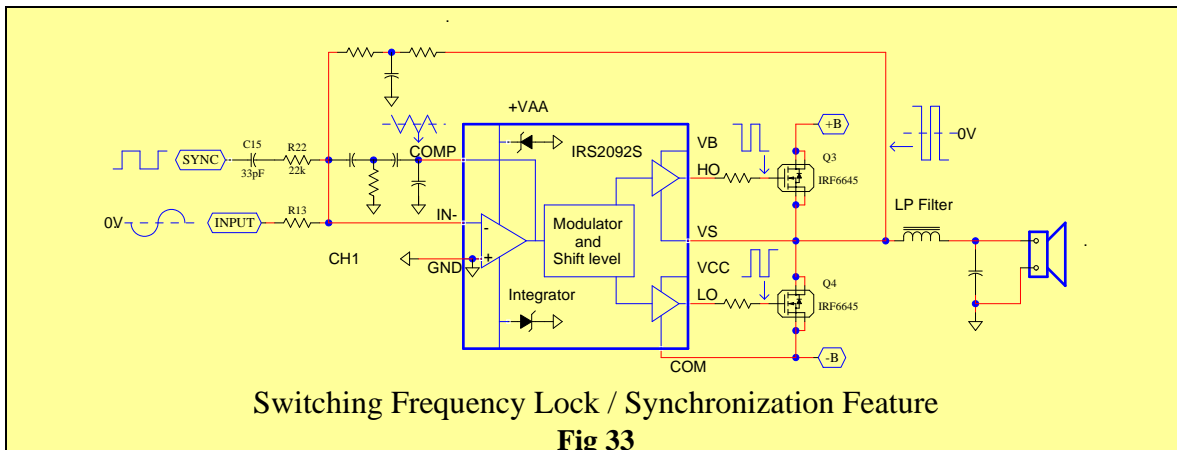 +VAA
C15
SYNC
33pF
R22
22k
COMP
IRS2092S
VB
HO
+B
0V
Q3
IRF6645
0V
INPUT
R13
IN-
-
+
GND
CH1
Modulator
and
Shift level
VS
LP Filter
VCC
LO
Q4
IRF6645
Integrator
COM
-B
Switching Frequency Lock / Synchronization Feature
Fig 33